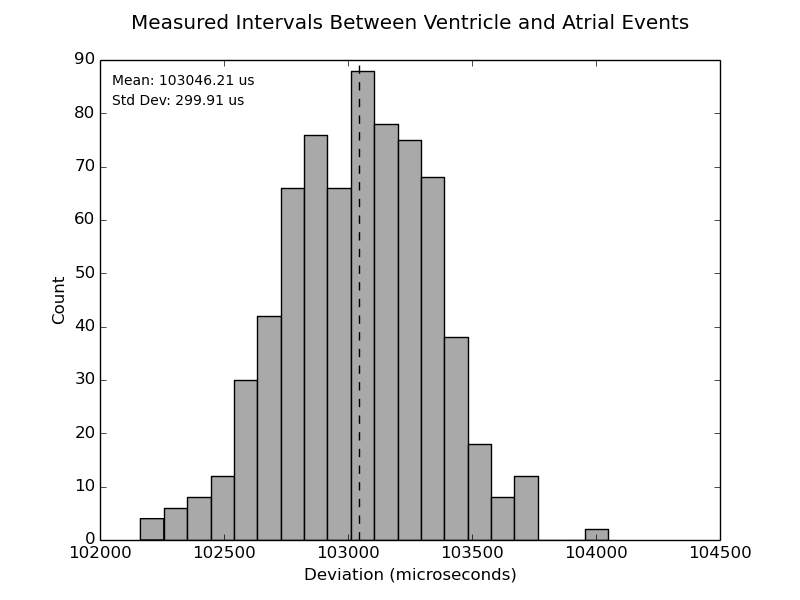 Measured Intervals Between Ventricle and Atrial Events
Mean: 103046.21 us
Std Dev: 299.91 us
90
80
70
60
50
40
30
20
10
0
Count
102000 102500 103000 103500 104000 104500
Deviation (microseconds)